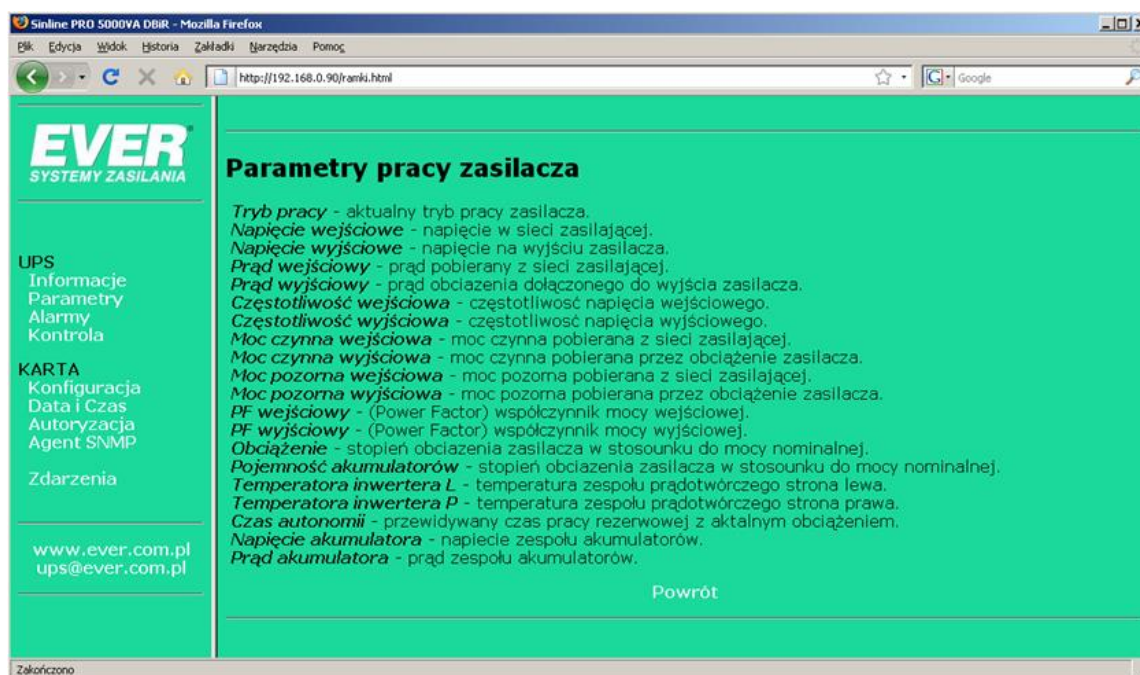 Sinline PRO 5000VA DBiR - Mozilla Firefox
Plik Edycja Widok Historia Zakładki Narzędzia Pomoc
http://192.168.0.90/ramki.html
Google
EVER
SYSTEMY ZASILANIA
UPS
Informacje
Parametry
Alarmy
Kontrola
KARTA
Konfiguracja
Data i Czas
Autoryzacja
Agent SNMP
Zdarzenia
www.ever.com.pl
ups@ever.com.pl
Parametry pracy zasilacza
Tryb pracy - aktualny tryb pracy zasilacza.
Napięcie wejściowe - napięcie w sieci zasilającej.
Napięcie wyjściowe - napięcie na wyjściu zasilacza.
Prąd wejściowy - prąd pobierany z sieci zasilającej.
Prąd wyjściowy - prąd obciazenia dołączonego do wyjścia zasilacza.
Częstotliwość wejściowa - częstotliwosć napięcia wejściowego.
Częstotliwość wyjściowa - częstotliwosć napięcia wyjściowego.
Moc czynna wejściowa - moc czynna pobierana z sieci zasilającej.
Moc czynna wyjściowa - moc czynna pobierana przez obciążenie zasilacza.
Moc pozorna wejściowa - moc pozorna pobierana z sieci zasilającej.
Moc pozorna wyjściowa - moc pozorna pobierana przez obciążenie zasilacza.
PF wejściowy - (Power Factor) współczynnik mocy wejściowej.
PF wyjściowy - (Power Factor) współczynnik mocy wyjściowej.
Obciążenie - stopień obciazenia zasilacza w stosounku do mocy nominalnej.
Pojemność akumulatorów - stopień obciazenia zasilacza w stosounku do mocy nominalnej.
Temperatora inwertera L - temperatura zespołu prądotwórczego strona lewa.
Temperatora inwertera P - temperatura zespołu prądotwórczego strona prawa.
Czas autonomii - przewidywany czas pracy rezerwowej z aktalnym obciążeniem.
Napięcie akumulatora - napiecie zespołu akumulatorów.
Prąd akumulatora - prąd zespołu akumulatorów.
Powrót
Zakończono